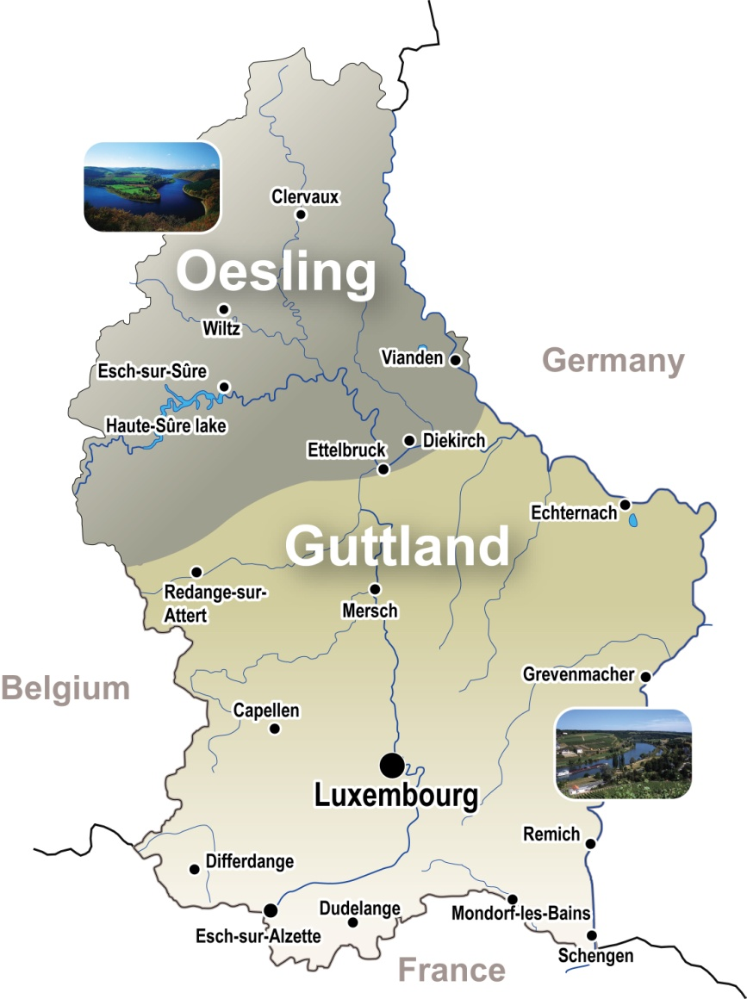 Clervaux
Oesling
Wiltz
Vianden
Germany
Esch-sur-Sûre
Haute-Sûre lake
Diekirch
Ettelbruck
Echternach
Guttland
Redange-sur-
Attert
Mersch
Grevenmacher
Belgium
Capellen
Luxembourg
Remich
Differdange
Dudelange
Mondorf-les-Bains
Esch-sur-Alzette
Schengen
France